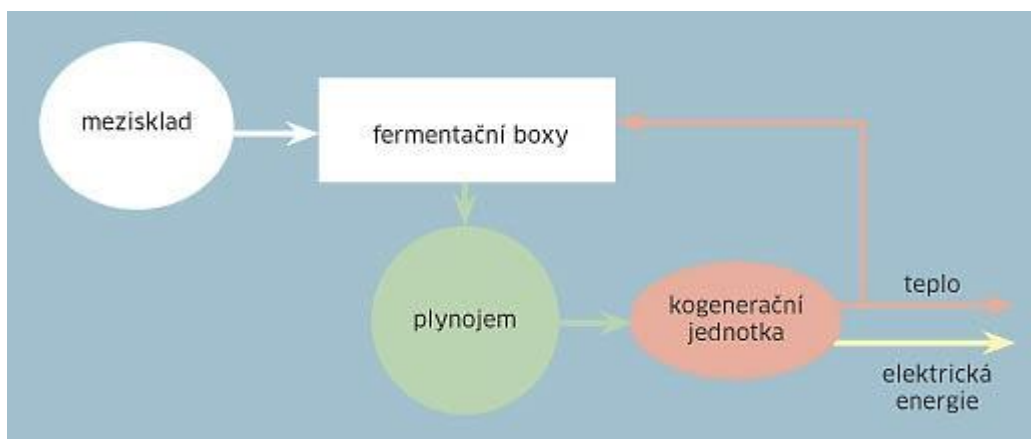 mezisklad
fermentační boxy
plynojem
kogenerační
jednotka
teplo
elektrická
energie